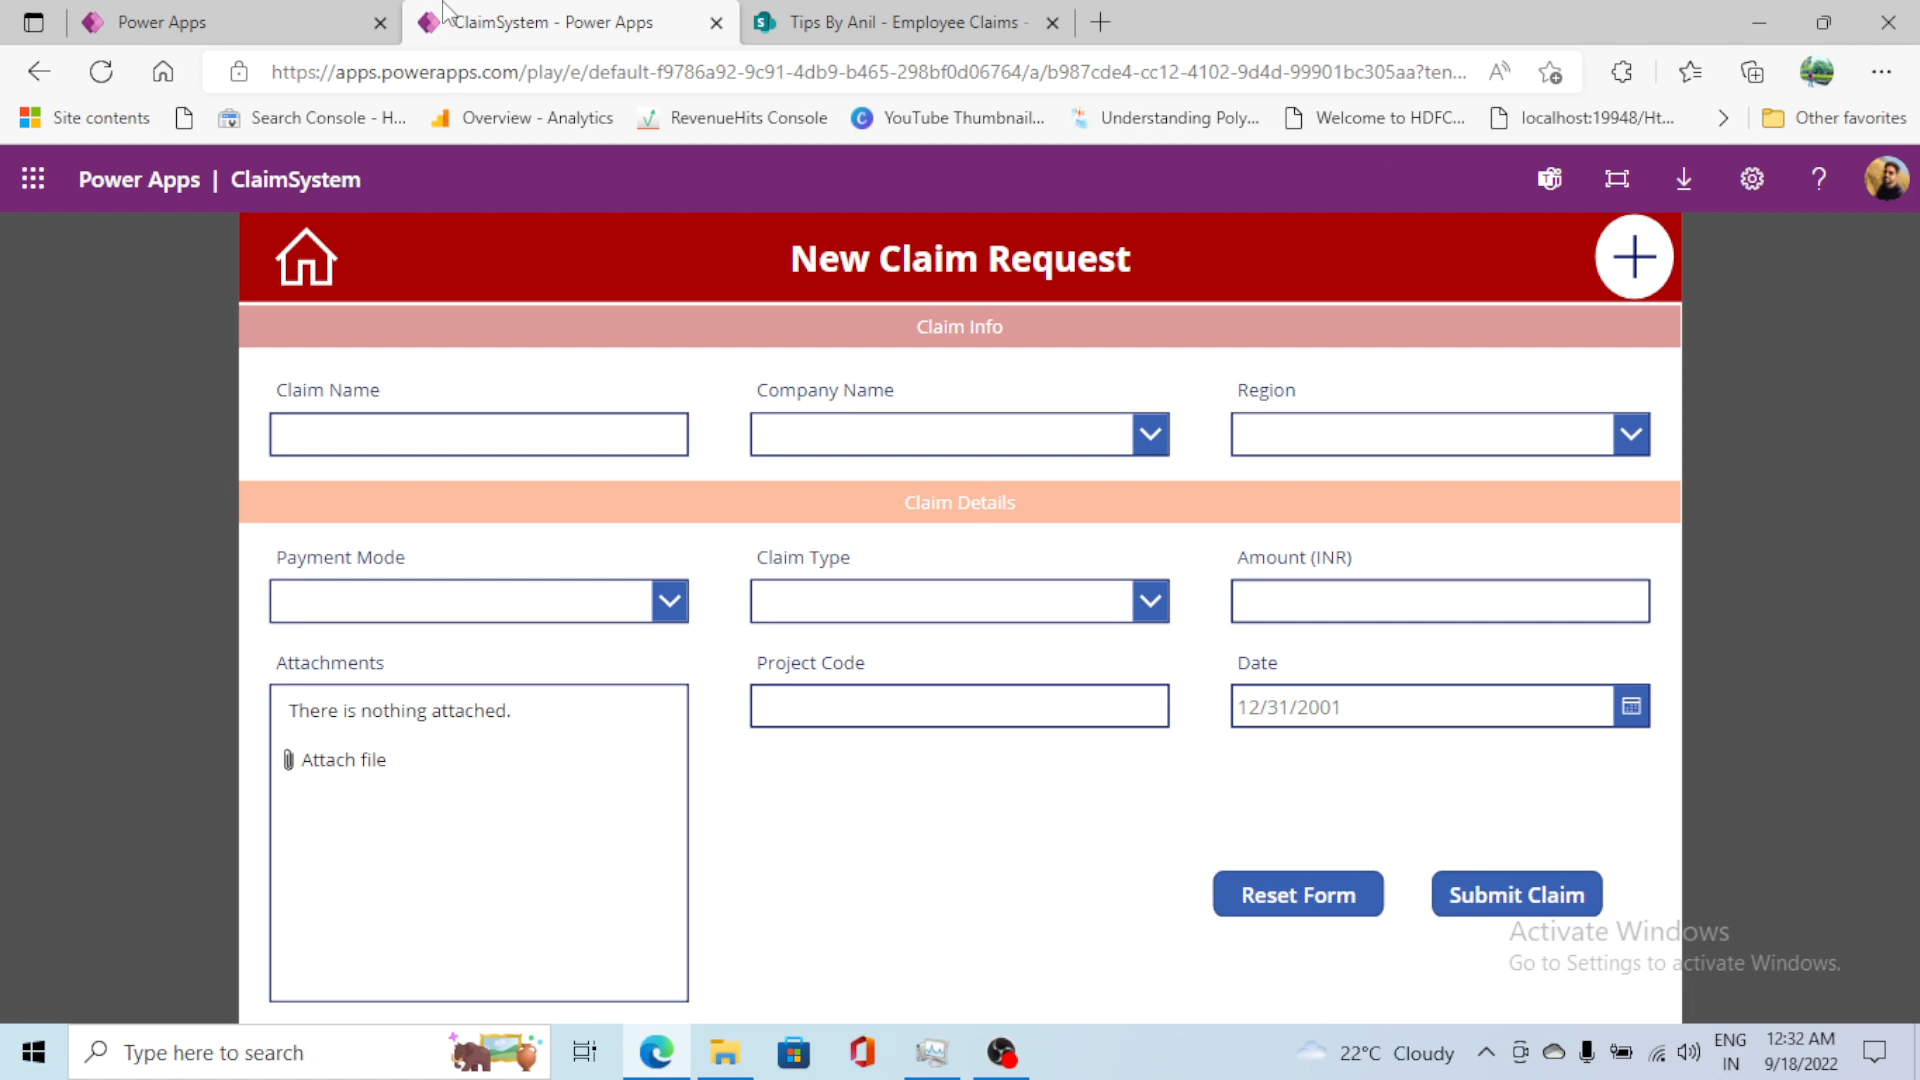 Power Apps
ClaimSystem - Power Apps
Tips By Anil - Employee Claims -
https://apps.powerapps.com/play/e/default-f9786a92-9c91-4db9-b465-298bf0d06764/a/b987cde4-cc12-4102-9d4d-99901bc305aa?ten...
Site contents
Search Console - H...
Overview - Analytics
RevenueHits Console
YouTube Thumbnail...
Understanding Poly...
Welcome to HDFC...
localhost:19948/Ht...
Other favorites
Power Apps | ClaimSystem
New Claim Request
Claim Info
Claim Name
Company Name
Region
Claim Details
Payment Mode
Claim Type
Amount (INR)
Attachments
Project Code
Date
There is nothing attached.
12/31/2001
Attach file
Reset Form
Submit Claim
Activate Windows
Go to Settings to activate Windows.
Type here to search
22°C Cloudy
ENG
IN
12:32 AM
9/18/2022